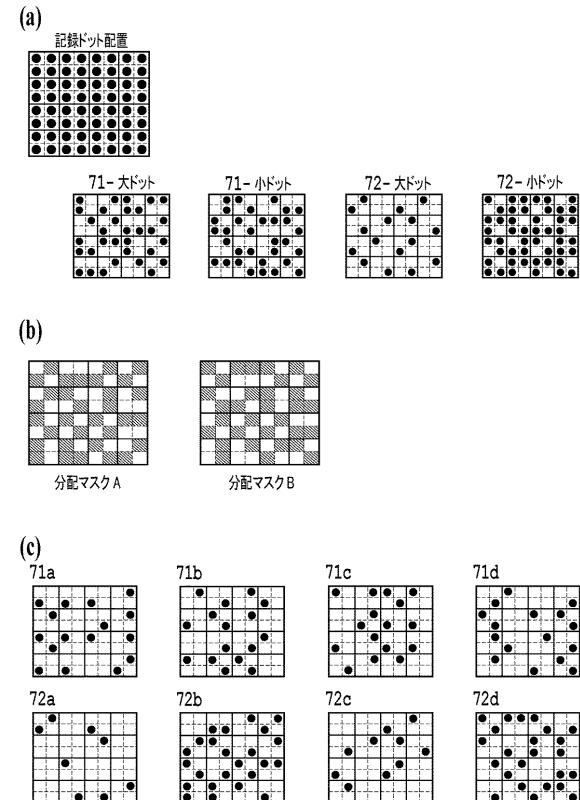 (a)
記録ドット配置
71-大ドット 71-小ドット 72-大ドット 72-小ドット
(b)
分配マスクA 分配マスクB
(c)
71a 71b 71c 71d
72a 72b 72c 72d